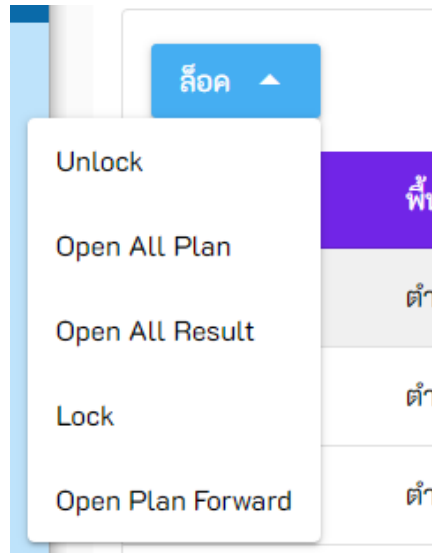 ล็อค
Unlock
Open All Plan
Open All Result
Lock
Open Plan Forward